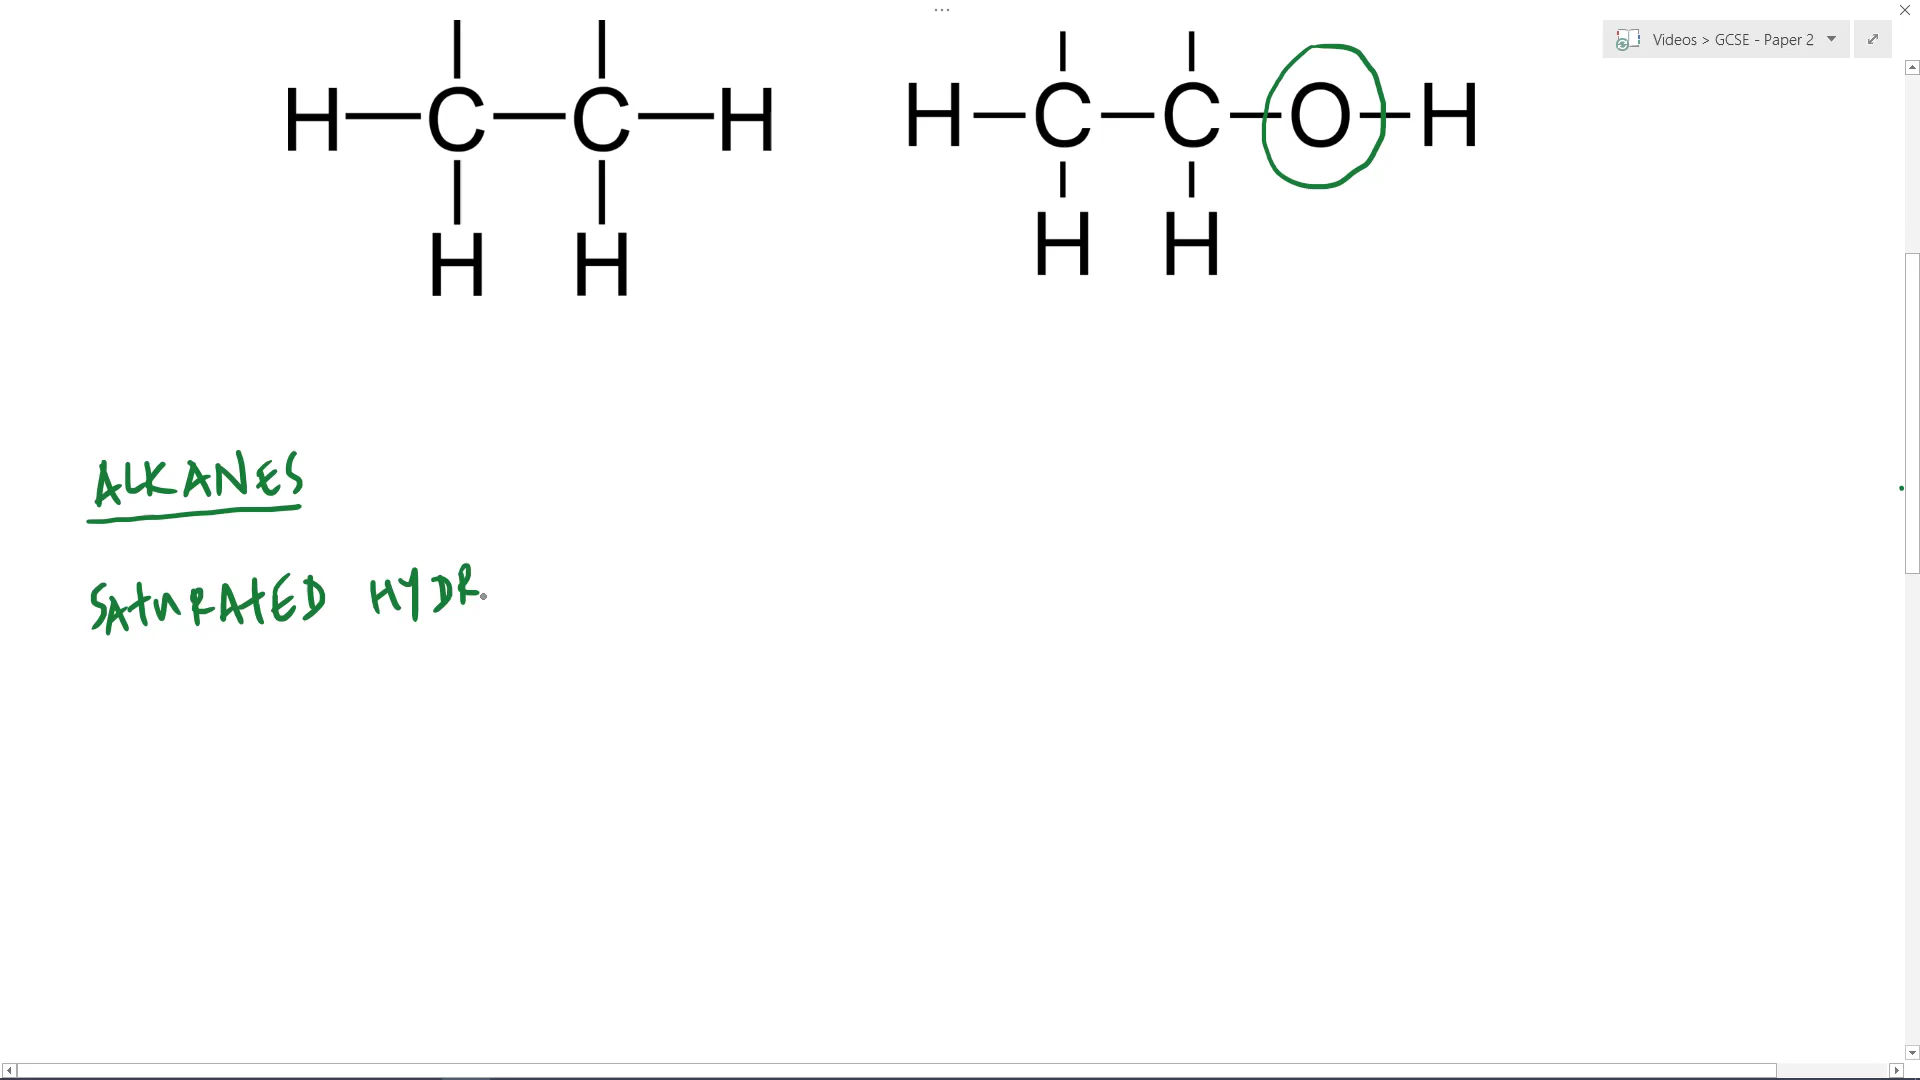 Videos > GCSE - Paper 2
H C C H
H H
H C C O H
H H
ALKANES
SATURATED HYDR